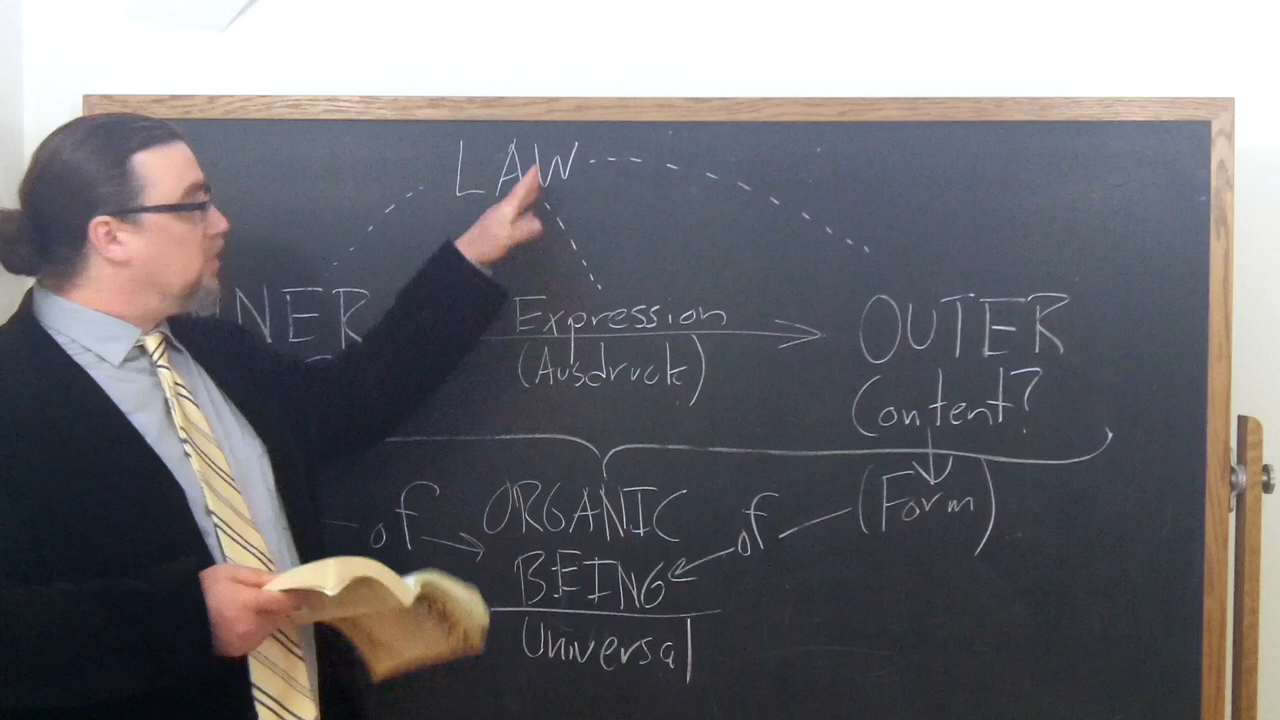 LAW
NER
Expression
(Ausdruck)
OUTER
Content?
(Form)
of
ORGANIC
BEING
of
Universal